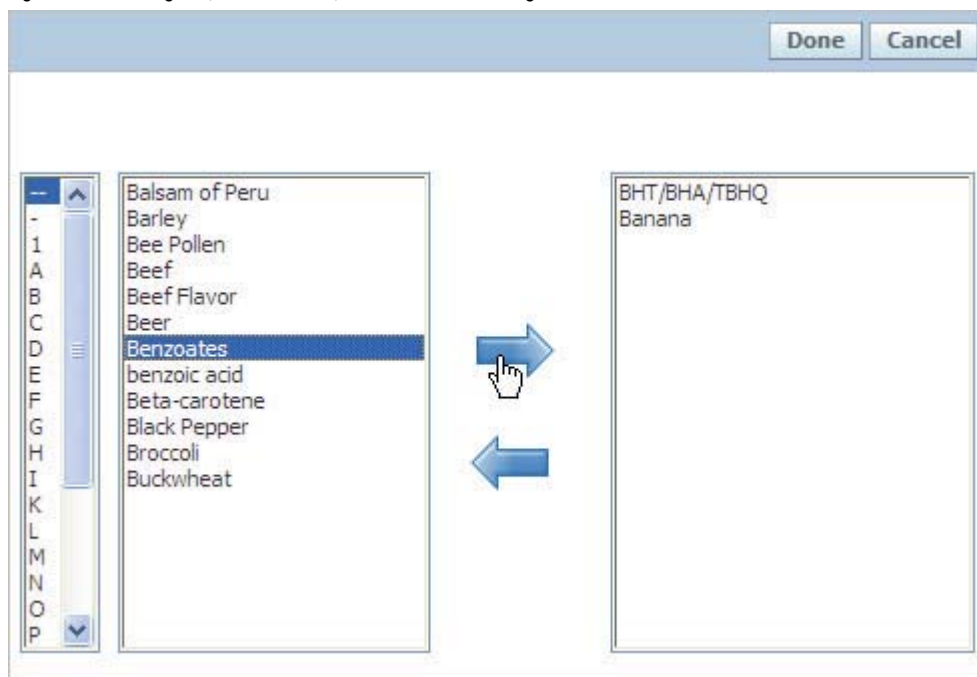 Done Cancel
--
-
1
A
B
C
D
E
F
G
H
I
K
L
M
N
O
P
Balsam of Peru
Barley
Bee Pollen
Beef
Beef Flavor
Beer
Benzoates
benzoic acid
Beta-carotene
Black Pepper
Broccoli
Buckwheat
BHT/BHA/TBHQ
Banana